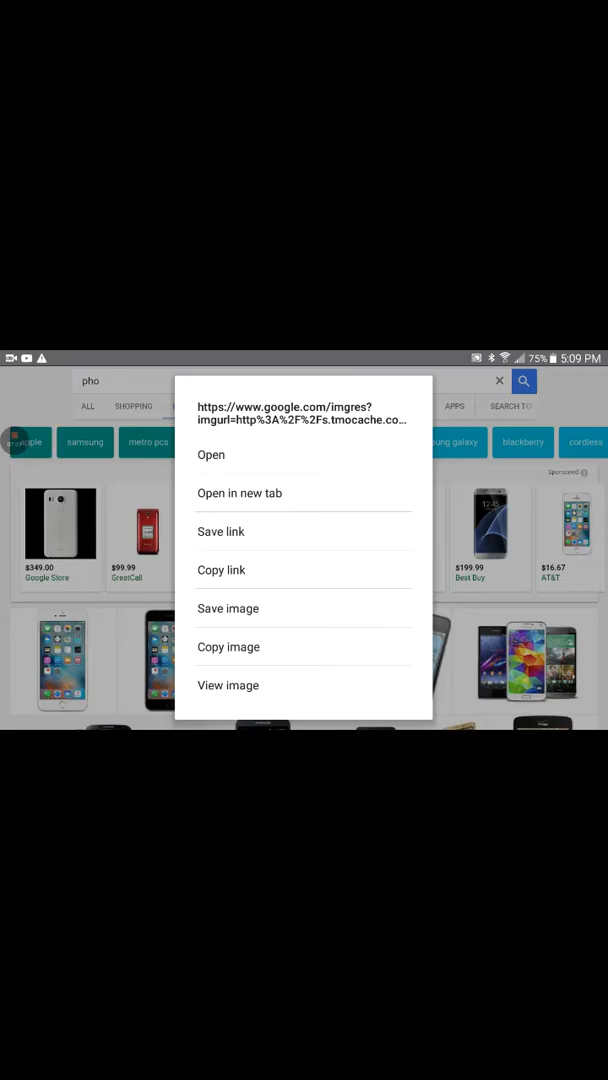 75% 5:09 PM
pho
ALL SHOPPING APPS SEARCH TO
samsung metro pcs blackberry cordless
Sponsored
https://www.google.com/imgres?
imgurl=http%3A%2F%2Fs.tmocache.co...
Open
Open in new tab
Save link
Copy link
Save image
Copy image
View image
$349.00
Google Store
$99.99
GreatCall
$199.99
Best Buy
$16.67
AT&T